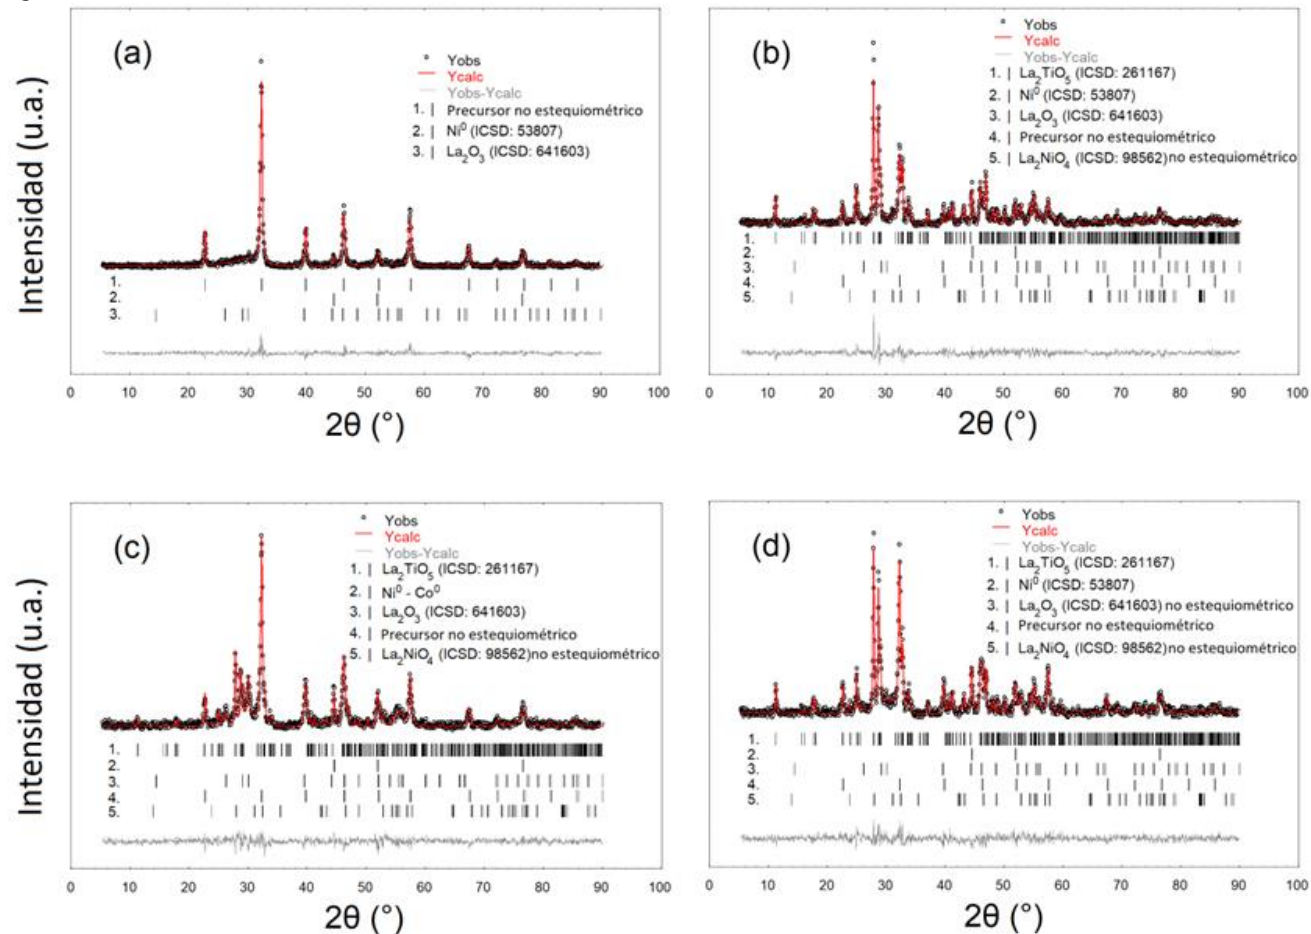 (a)
Yobs
Ycalc
Yobs-Ycalc
1. | Precursor no estequiométrico
2. | Ni⁰ (ICSD: 53807)
3. | La₂O₃ (ICSD: 641603)
1.
2.
3.
0 10 20 30 40 50 60 70 80 90 100
2θ (°)
Intensidad (u.a.)
(b)
Yobs
Ycalc
Yobs-Ycalc
1. | La₂TiO₅ (ICSD: 261167)
2. | Ni⁰ (ICSD: 53807)
3. | La₂O₃ (ICSD: 641603)
4. | Precursor no estequiométrico
5. | La₂NiO₄ (ICSD: 98562) no estequiométrico
1.
2.
3.
4.
5.
0 10 20 30 40 50 60 70 80 90 100
2θ (°)
(c)
Yobs
Ycalc
Yobs-Ycalc
1. | La₂TiO₅ (ICSD: 261167)
2. | Ni⁰ - Co⁰
3. | La₂O₃ (ICSD: 641603)
4. | Precursor no estequiométrico
5. | La₂NiO₄ (ICSD: 98562)no estequiométrico
1.
2.
3.
4.
5.
0 10 20 30 40 50 60 70 80 90 100
2θ (°)
Intensidad (u.a.)
(d)
Yobs
Ycalc
Yobs-Ycalc
1. | La₂TiO₅ (ICSD: 261167)
2. | Ni⁰ (ICSD: 53807)
3. | La₂O₃ (ICSD: 641603) no estequiométrico
4. | Precursor no estequiométrico
5. | La₂NiO₄ (ICSD: 98562) no estequiométrico
1.
2.
3.
4.
5.
0 10 20 30 40 50 60 70 80 90 100
2θ (°)